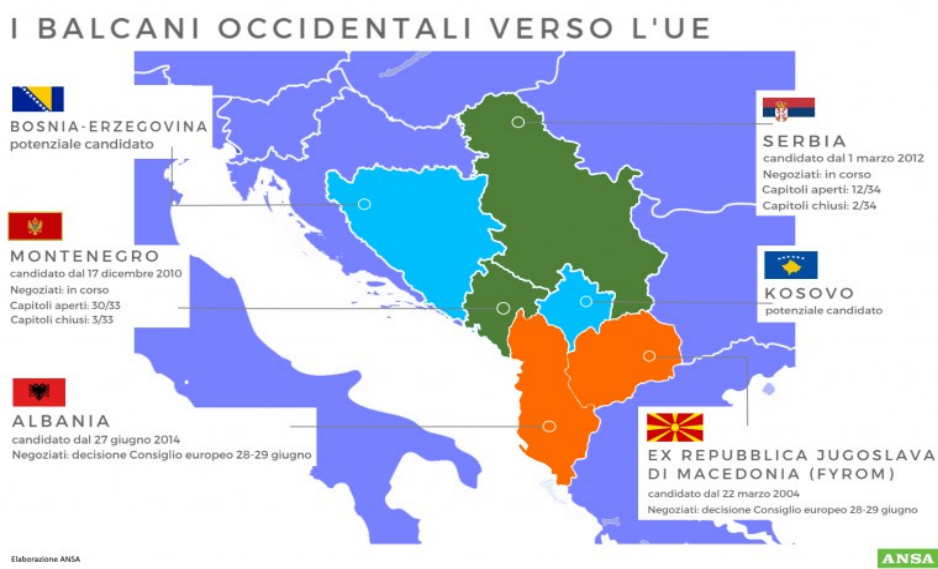 I BALCANI OCCIDENTALI VERSO L'UE
BOSNIA-ERZEGOVINA
potenziale candidato
MONTENEGRO
candidato dal 17 dicembre 2010
Negoziati: in corso
Capitoli aperti: 30/33
Capitoli chiusi: 3/33
ALBANIA
candidato dal 27 giugno 2014
Negoziati: decisione Consiglio europeo 28-29 giugno
SERBIA
candidato dal 1 marzo 2012
Negoziati: in corso
Capitoli aperti: 12/34
Capitoli chiusi: 2/34
KOSOVO
potenziale candidato
EX REPUBBLICA JUGOSLAVA
DI MACEDONIA (FYROM)
candidato dal 22 marzo 2004
Negoziati: decisione Consiglio europeo 28-29 giugno
Elaborazione ANSA
ANSA